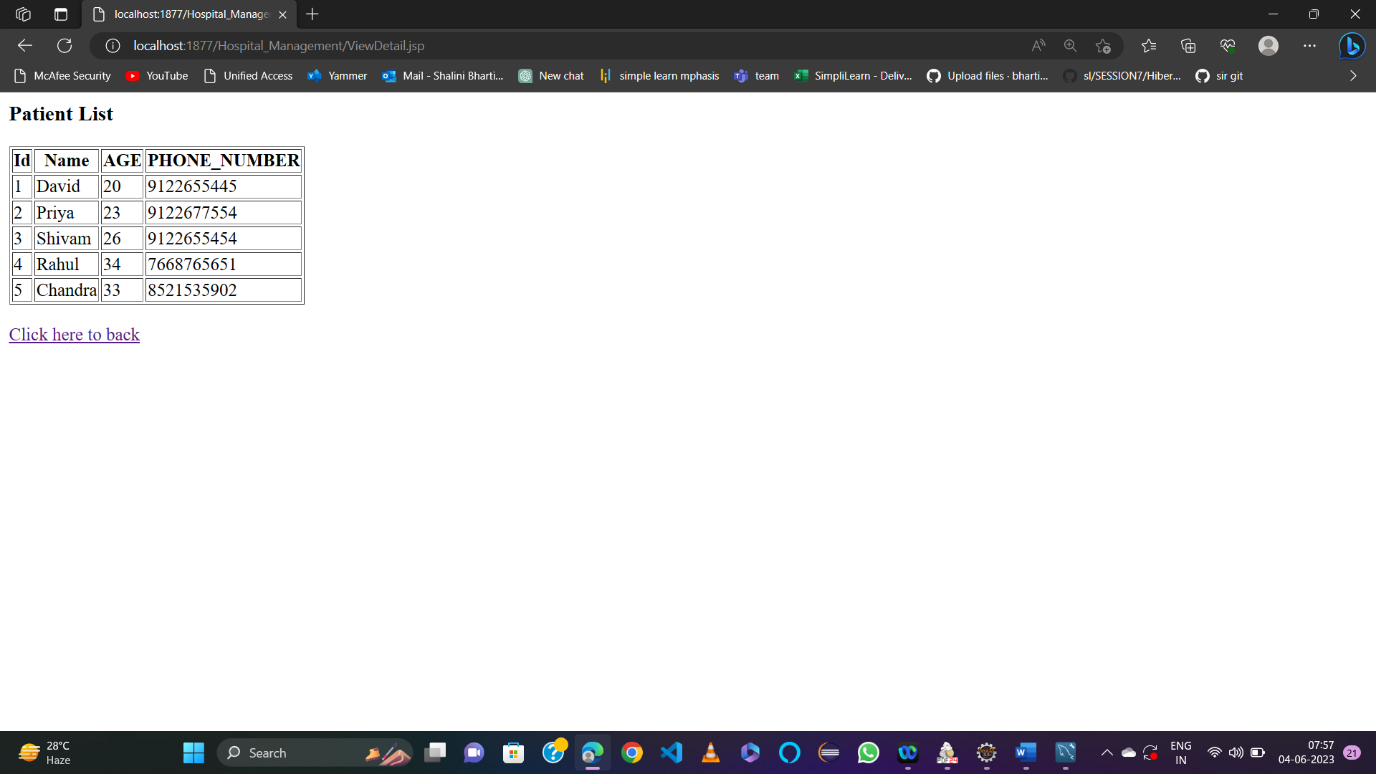 localhost:1877/Hospital_Manage
localhost:1877/Hospital_Management/ViewDetail.jsp
McAfee Security YouTube Unified Access Yammer Mail - Shalini Bharti... New chat simple learn mphasis team SimpliLearn - Deliv... Upload files · bharti... sl/SESSION7/Hiber... sir git
Patient List
Id Name AGE PHONE_NUMBER
1 David 20 9122655445
2 Priya 23 9122677554
3 Shivam 26 9122655454
4 Rahul 34 7668765651
5 Chandra 33 8521535902
Click here to back
28°C
Haze
Search
ENG
IN
07:57
04-06-2023
21